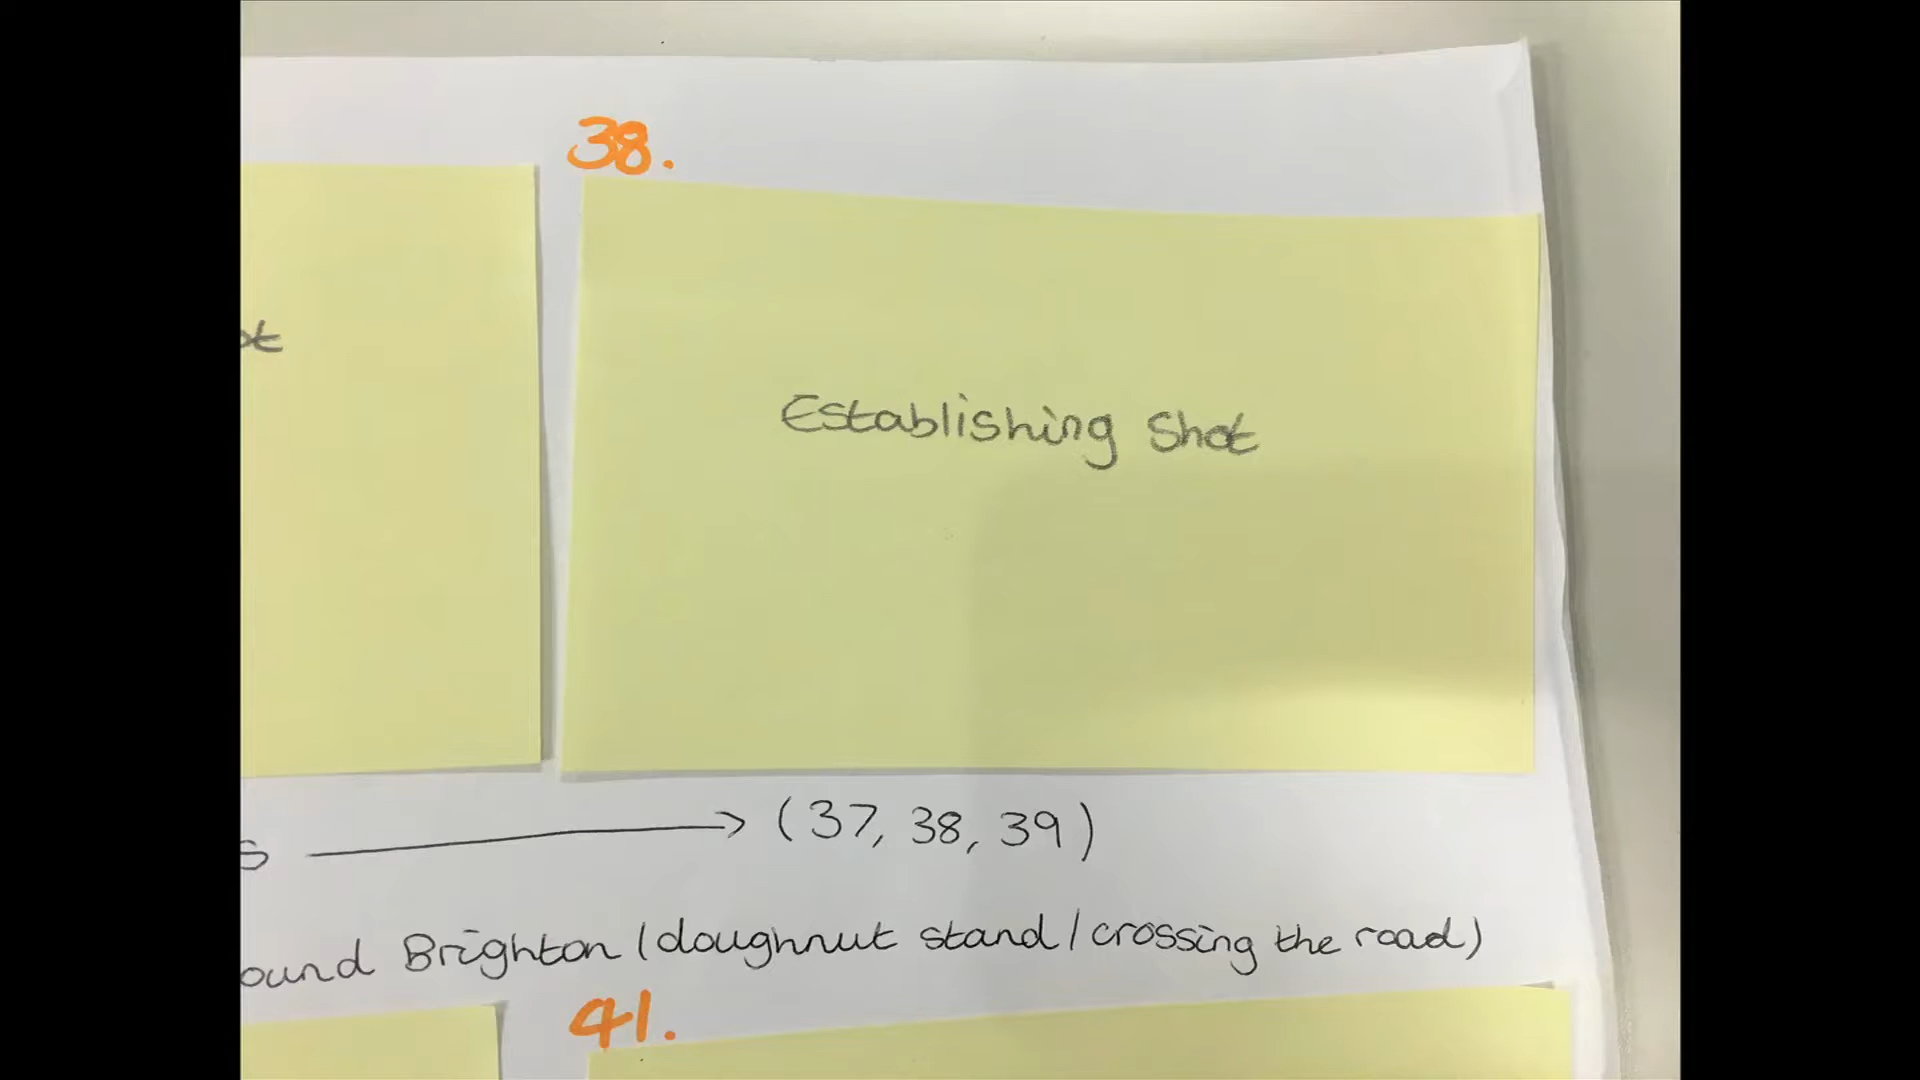 38.
Establishing Shot
(37, 38, 39)
Brighton (doughnut stand / crossing the road)
41.